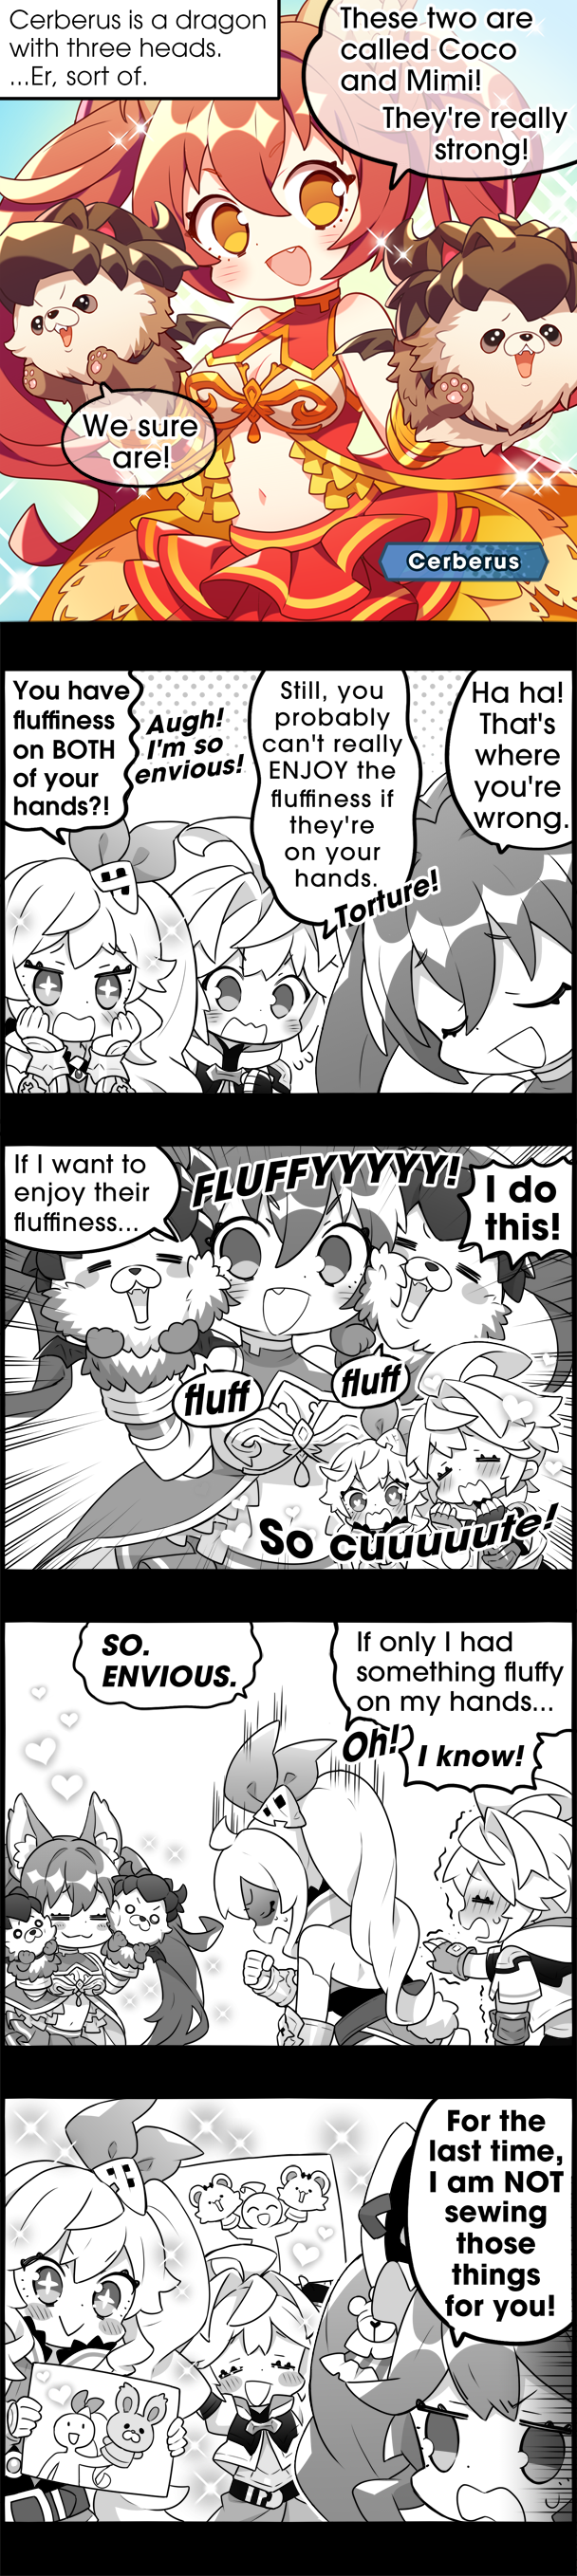 Cerberus is a dragon
with three heads.
...Er, sort of.
These two are
called Coco
and Mimi!
They're really
strong!
We sure
are!
Cerberus
You have
fluffiness
on BOTH
of your
hands?!
Augh!
I'm so
envious!
Still, you
probably
can't really
ENJOY the
fluffiness if
they're
on your
hands.
Torture!
Ha ha!
That's
where
you're
wrong.
If I want to
enjoy their
fluffiness...
FLUFFYYYYY!
I do
this!
fluff
fluff
So cuuuuute!
SO.
ENVIOUS.
If only I had
something fluffy
on my hands...
Oh!
I know!
For the
last time,
I am NOT
sewing
those
things
for you!